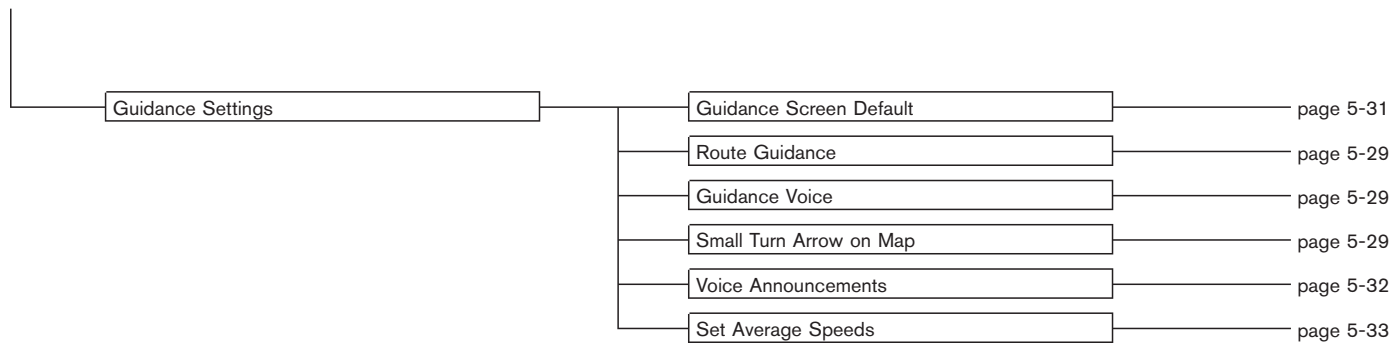 Guidance Settings
Guidance Screen Default page 5-31
Route Guidance page 5-29
Guidance Voice page 5-29
Small Turn Arrow on Map page 5-29
Voice Announcements page 5-32
Set Average Speeds page 5-33